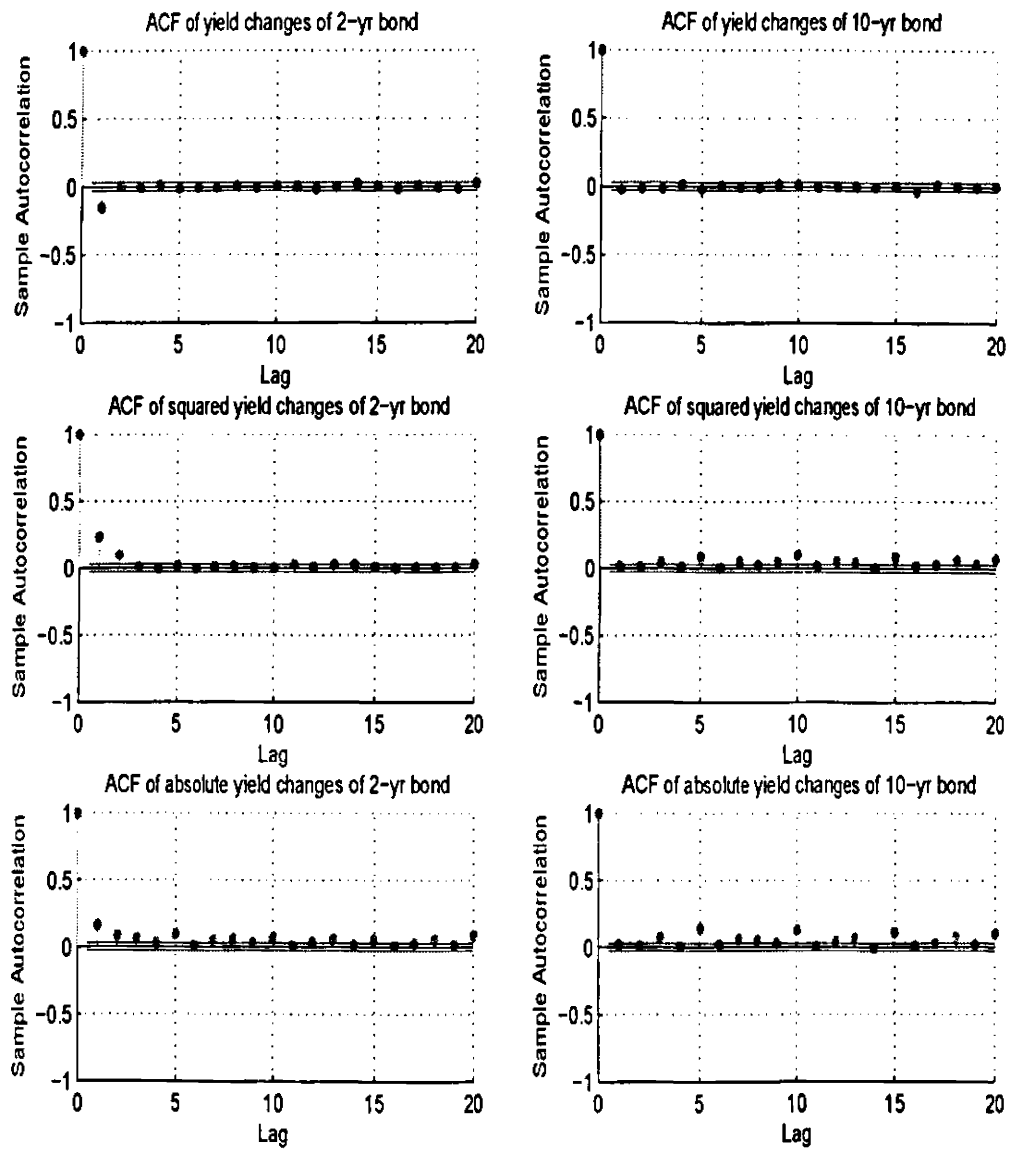 ACF of yield changes of 2-yr bond
Sample Autocorrelation
1
0.5
0
-0.5
-1
0 5 10 15 20
Lag
ACF of yield changes of 10-yr bond
Sample Autocorrelation
1
0.5
0
-0.5
-1
0 5 10 15 20
Lag
ACF of squared yield changes of 2-yr bond
Sample Autocorrelation
1
0.5
0
-0.5
-1
0 5 10 15 20
Lag
ACF of squared yield changes of 10-yr bond
Sample Autocorrelation
1
0.5
0
-0.5
-1
0 5 10 15 20
Lag
ACF of absolute yield changes of 2-yr bond
Sample Autocorrelation
1
0.5
0
-0.5
-1
0 5 10 15 20
Lag
ACF of absolute yield changes of 10-yr bond
Sample Autocorrelation
1
0.5
0
-0.5
-1
0 5 10 15 20
Lag